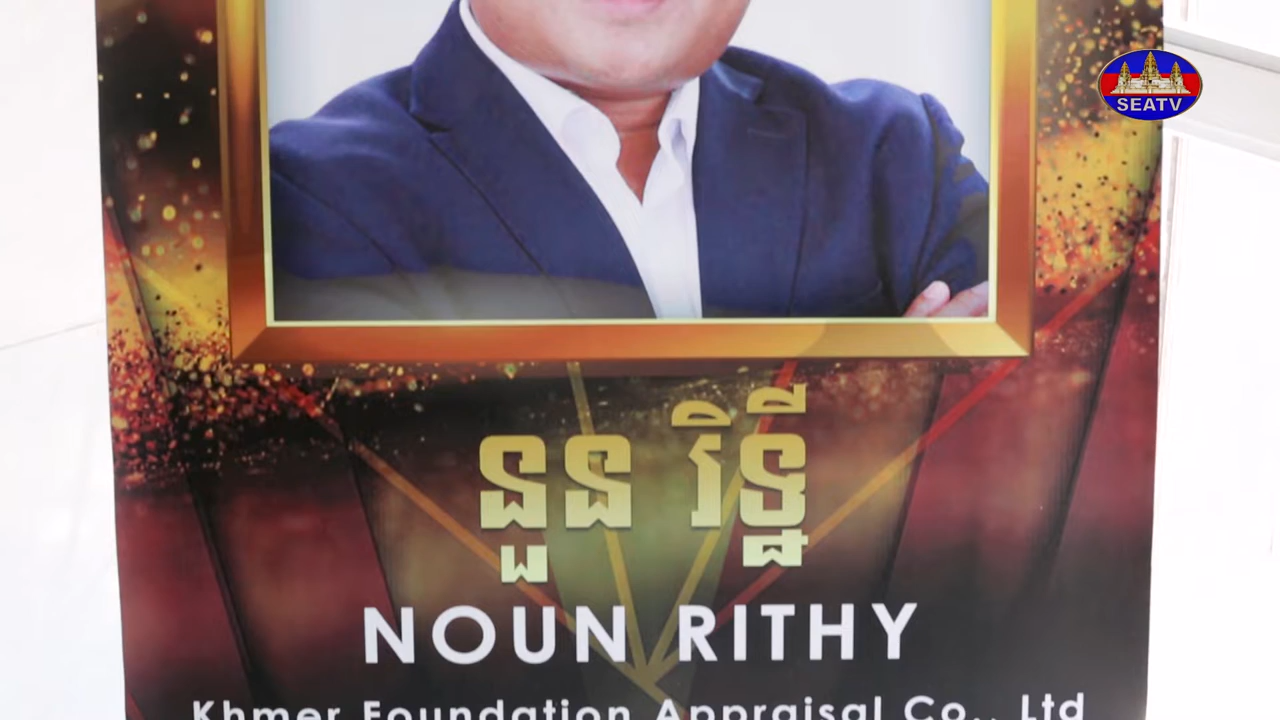 SEATV
នួន រិទ្ធី
NOUN RITHY
Khmer Foundation Appraisal Co., Ltd